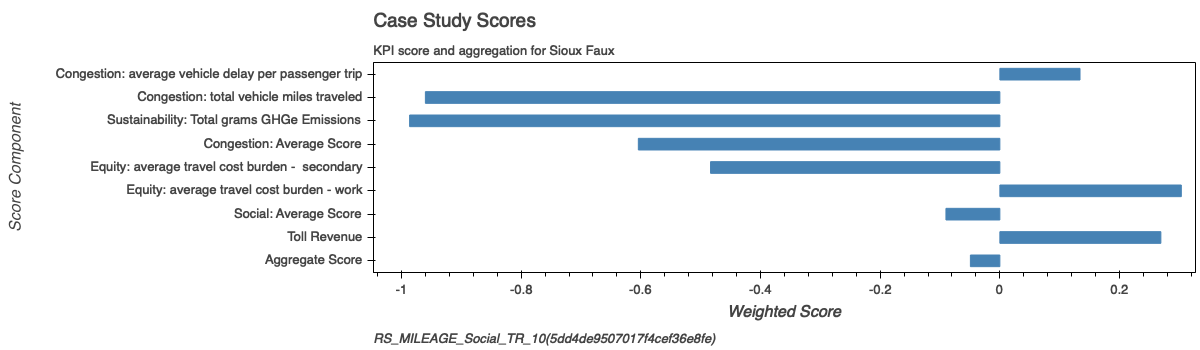 Case Study Scores
KPI score and aggregation for Sioux Faux
Score Component
Congestion: average vehicle delay per passenger trip
Congestion: total vehicle miles traveled
Sustainability: Total grams GHGe Emissions
Congestion: Average Score
Equity: average travel cost burden -  secondary
Equity: average travel cost burden - work
Social: Average Score
Toll Revenue
Aggregate Score
-1 -0.8 -0.6 -0.4 -0.2 0 0.2
Weighted Score
RS_MILEAGE_Social_TR_10(5dd4de9507017f4cef36e8fe)